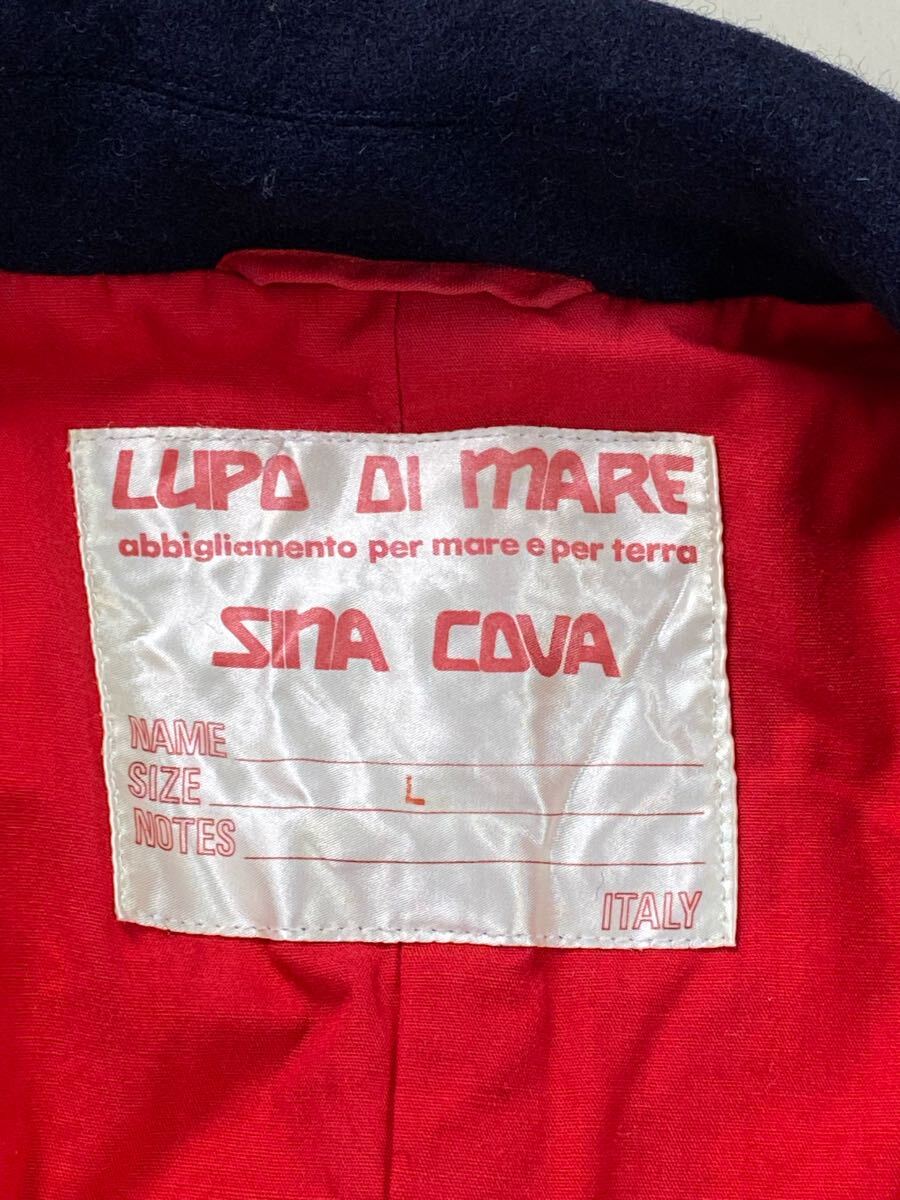 LUPO DI MARE
abbigliamento per mare e per terra
SINA COVA
NAME
SIZE L
NOTES
ITALY